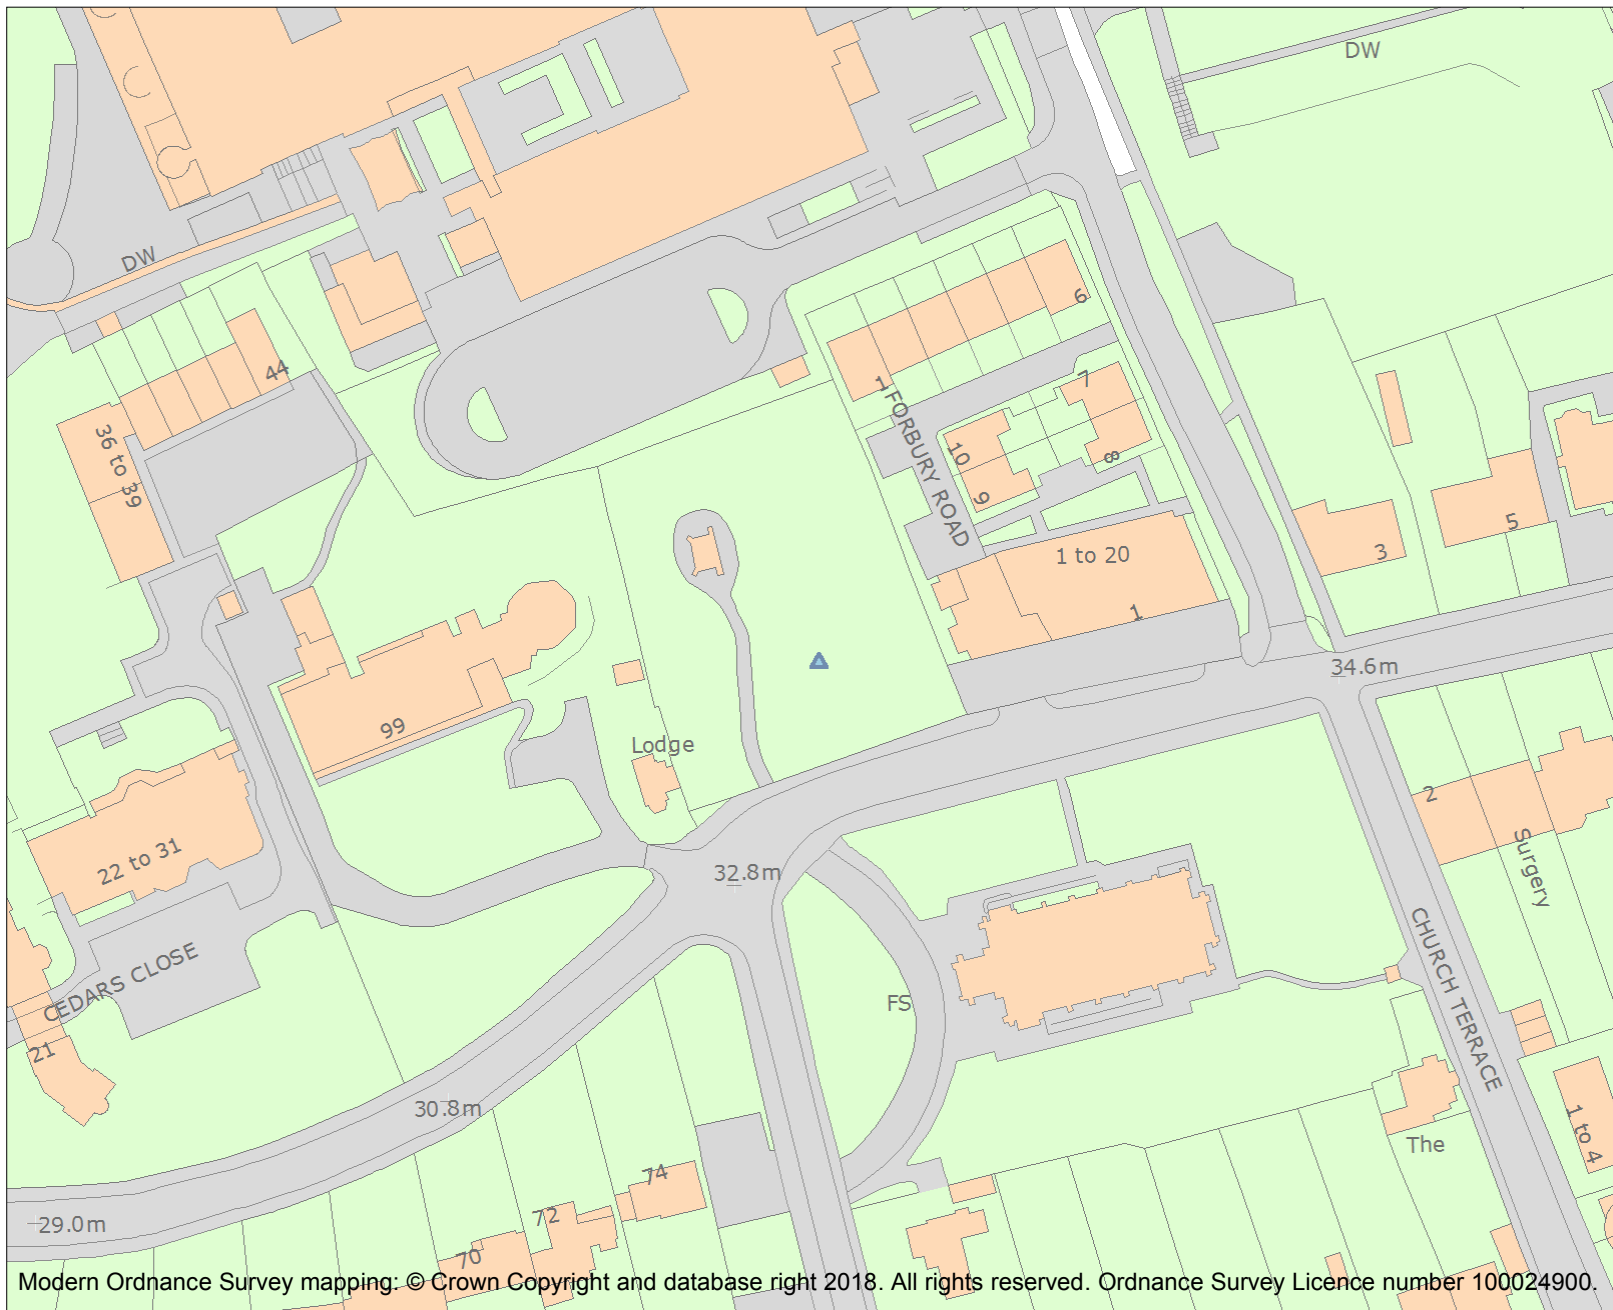 DW
DW
6
44
1
7
FORBURY ROAD
36 to 39
10
8
9
5
3
1 to 20
1
34.6m
99
Lodge
2
22 to 31
32.8m
Surgery
CHURCH TERRACE
CEDARS CLOSE
FS
21
30.8m
1 to 4
The
74
72
29.0m
70
Modern Ordnance Survey mapping: © Crown Copyright and database right 2018. All rights reserved. Ordnance Survey Licence number 100024900.